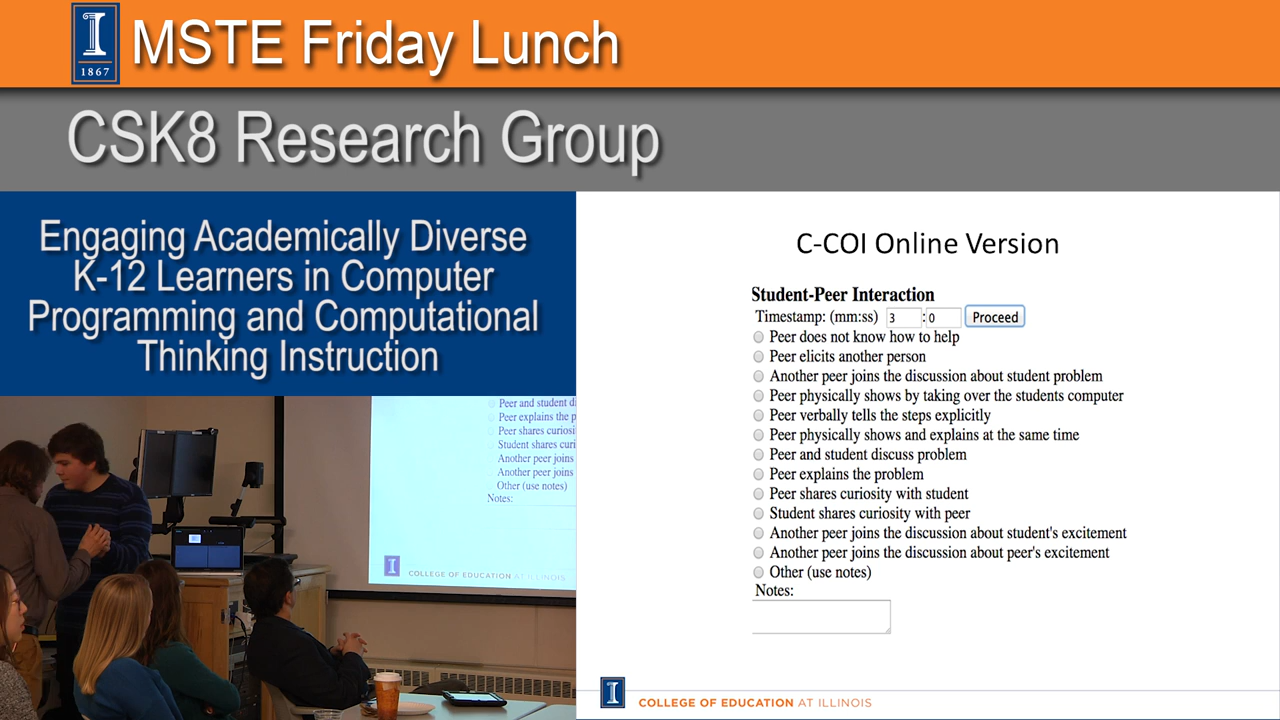 I
1867
MSTE Friday Lunch
CSK8 Research Group
Engaging Academically Diverse
K-12 Learners in Computer
Programming and Computational
Thinking Instruction
C-COI Online Version
Student-Peer Interaction
Timestamp: (mm:ss) 3 : 0 Proceed
Peer does not know how to help
Peer elicits another person
Another peer joins the discussion about student problem
Peer physically shows by taking over the students computer
Peer verbally tells the steps explicitly
Peer physically shows and explains at the same time
Peer and student discuss problem
Peer explains the problem
Peer shares curiosity with student
Student shares curiosity with peer
Another peer joins the discussion about student's excitement
Another peer joins the discussion about peer's excitement
Other (use notes)
Notes:
I COLLEGE OF EDUCATION AT ILLINOIS
Peer and student d
Peer explains the p
Peer shares curiosi
Student shares curi
Another peer joins
Another peer joins
Other (use notes)
Notes:
I COLLEGE OF EDUCATION AT ILLINOIS